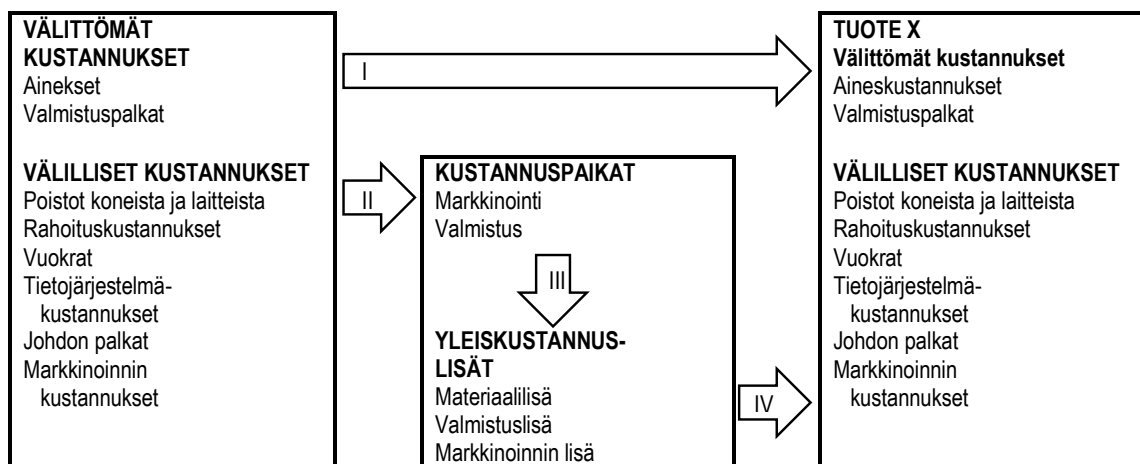 VÄLITTÖMÄT
KUSTANNUKSET
Ainekset
Valmistuspalkat
VÄLILLISET KUSTANNUKSET
Poistot koneista ja laitteista
Rahoituskustannukset
Vuokrat
Tietojärjestelmä-
kustannukset
Johdon palkat
Markkinoinnin
kustannukset
I
II
KUSTANNUSPAIKAT
Markkinointi
Valmistus
III
YLEISKUSTANNUS-
LISÄT
Materiaalilisä
Valmistuslisä
Markkinoinnin lisä
IV
TUOTE X
Välittömät kustannukset
Aineskustannukset
Valmistuspalkat
VÄLILLISET KUSTANNUKSET
Poistot koneista ja laitteista
Rahoituskustannukset
Vuokrat
Tietojärjestelmä-
kustannukset
Johdon palkat
Markkinoinnin
kustannukset